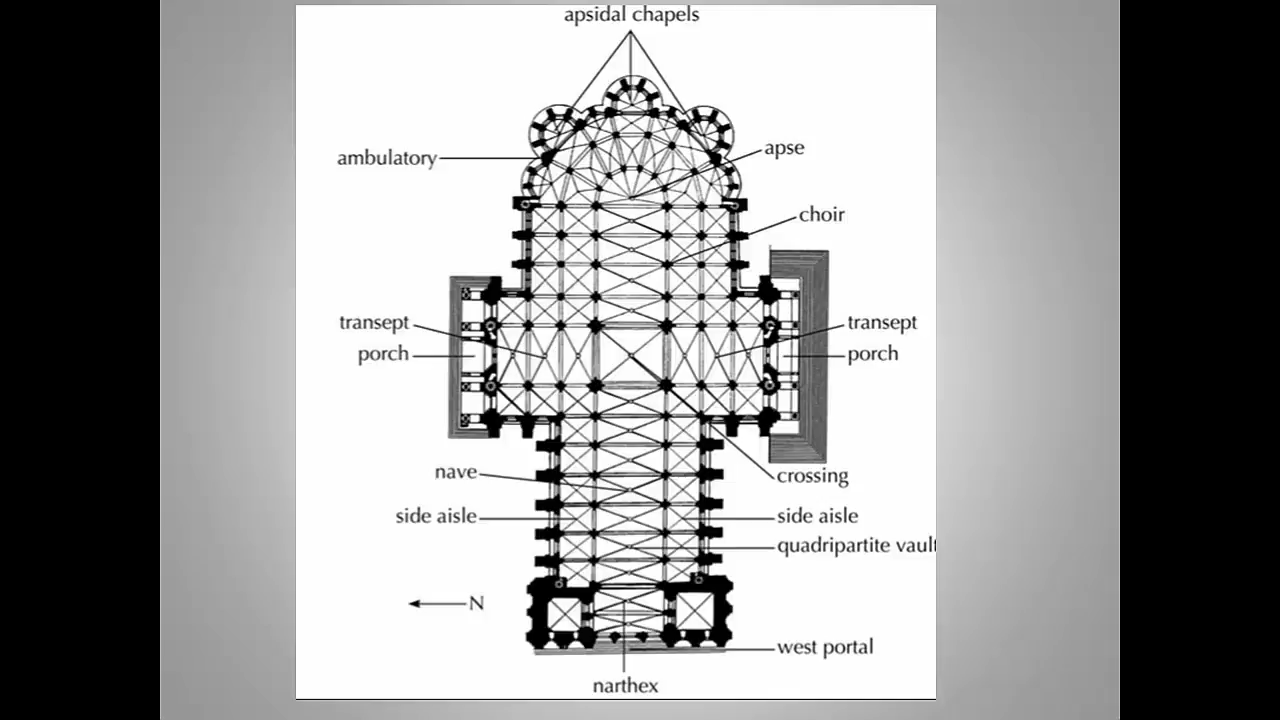 apsidal chapels
ambulatory
apse
choir
transept
transept
porch
porch
nave
crossing
side aisle
side aisle
quadripartite vault
N
west portal
narthex